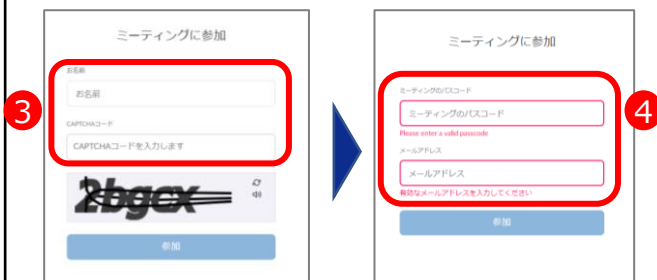 ミーティングに参加
3
お名前
お名前
CAPTCHAコード
CAPTCHAコードを入力します
2bgcx
参加
ミーティングに参加
4
ミーティングのパスコード
ミーティングのパスコード
Please enter a valid passcode
メールアドレス
メールアドレス
有効なメールアドレスを入力してください
参加